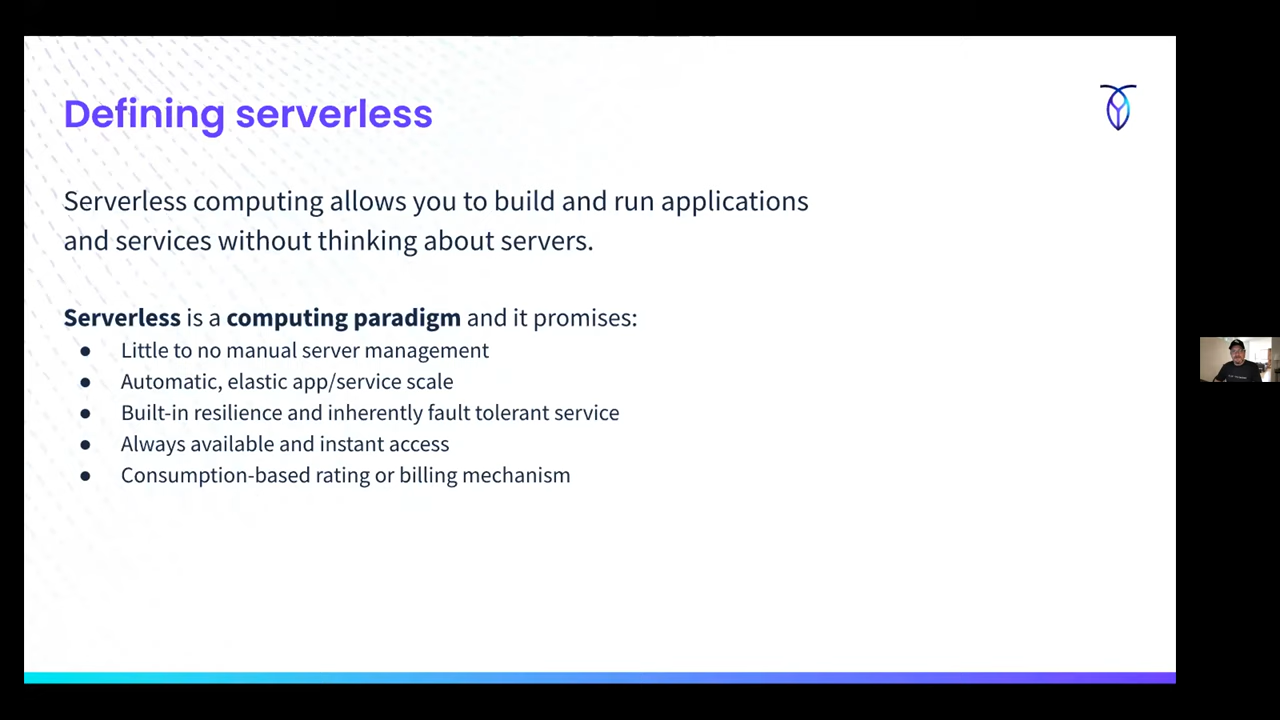 Defining serverless
Serverless computing allows you to build and run applications
and services without thinking about servers.
Serverless is a computing paradigm and it promises:
● Little to no manual server management
● Automatic, elastic app/service scale
● Built-in resilience and inherently fault tolerant service
● Always available and instant access
● Consumption-based rating or billing mechanism